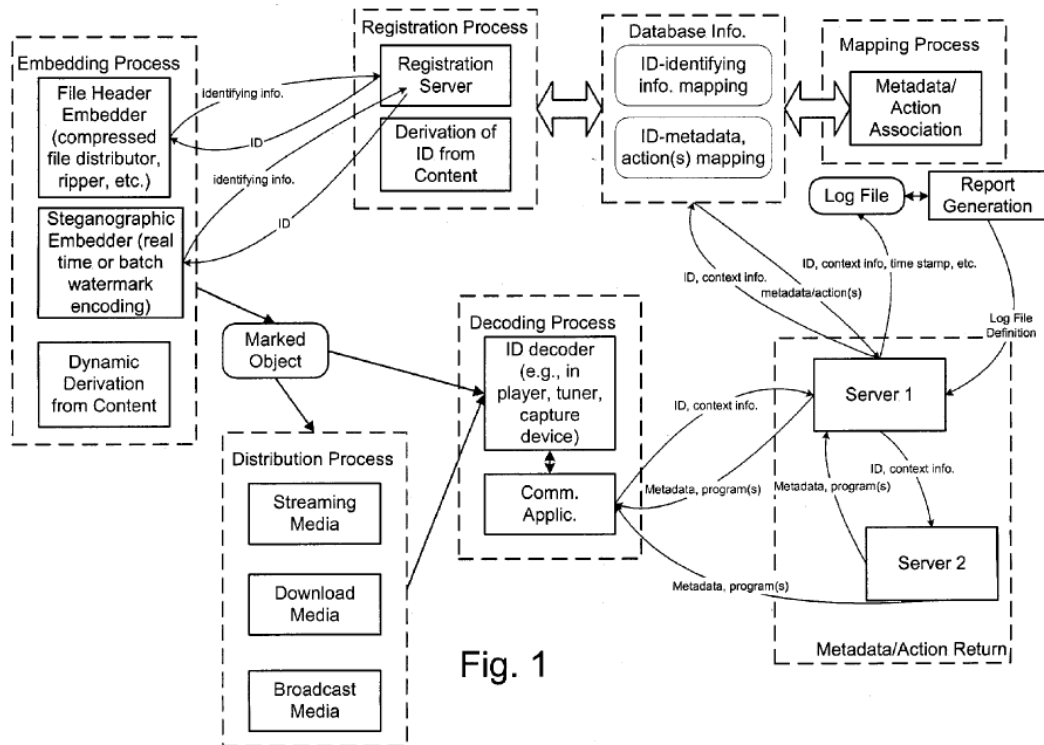 Embedding Process
File Header
Embedder
(compressed
file distributor,
ripper, etc.)
Steganographic
Embedder (real
time or batch
watermark
encoding)
Dynamic
Derivation
from Content
Identifying info.
ID
identifying info.
ID
Registration Process
Registration
Server
Derivation of
ID from
Content
Database Info.
ID-identifying
info. mapping
ID-metadata,
action(s) mapping
Mapping Process
Metadata/
Action
Association
Log File
Report
Generation
ID, context info.
ID, context info, time stamp, etc.
metadata/action(s)
Log File
Definition
Marked
Object
Decoding Process
ID decoder
(e.g., in
player, tuner,
capture
device)
Comm.
Applic.
ID, context info.
Metadata, program(s)
Server 1
ID, context info.
Metadata, program(s)
Server 2
Metadata, program(s)
Metadata/Action Return
Distribution Process
Streaming
Media
Download
Media
Broadcast
Media
Fig. 1